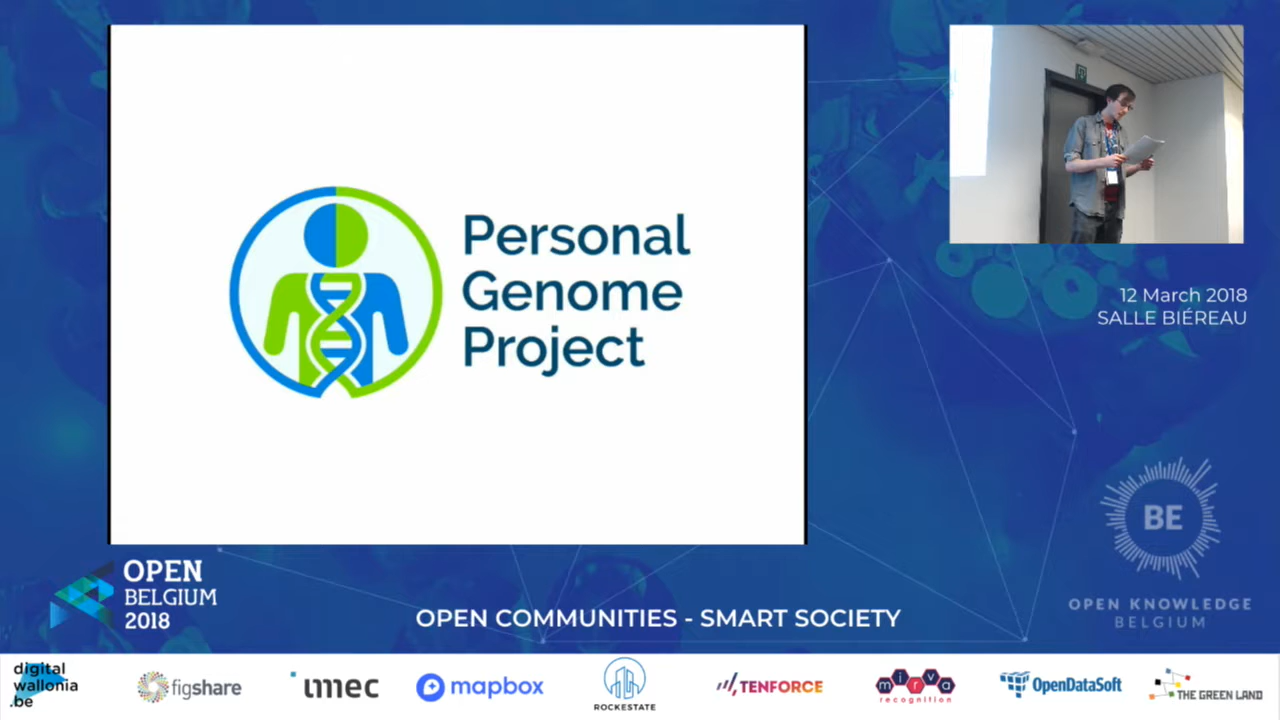 Personal
Genome
Project
12 March 2018
SALLE BIÉREAU
BE
OPEN KNOWLEDGE
BELGIUM
OPEN
BELGIUM
2018
OPEN COMMUNITIES - SMART SOCIETY
digital
wallonia
.be
figshare
imec
mapbox
ROCKESTATE
TENFORCE
mirva
recognition
OpenDataSoft
THE GREEN LAND